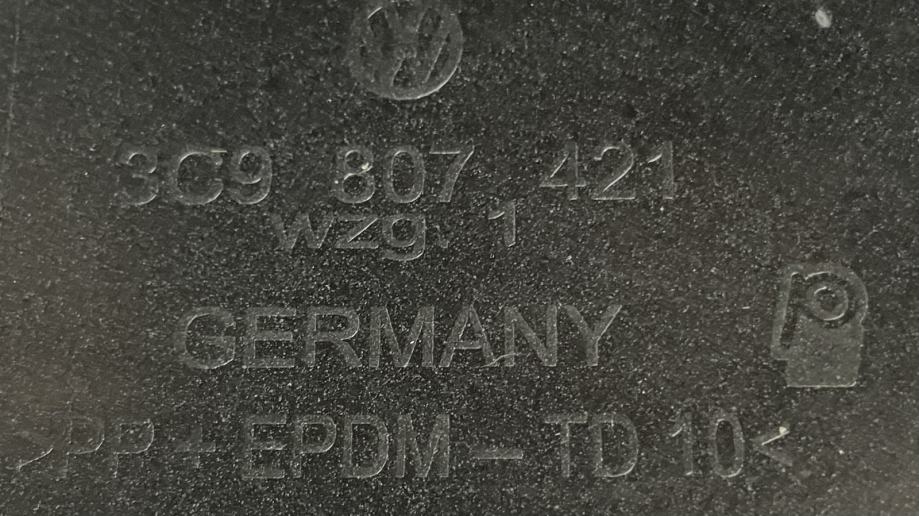 3C9 807 421
wzg. 1
GERMANY
>PP + EPDM - TD 10<